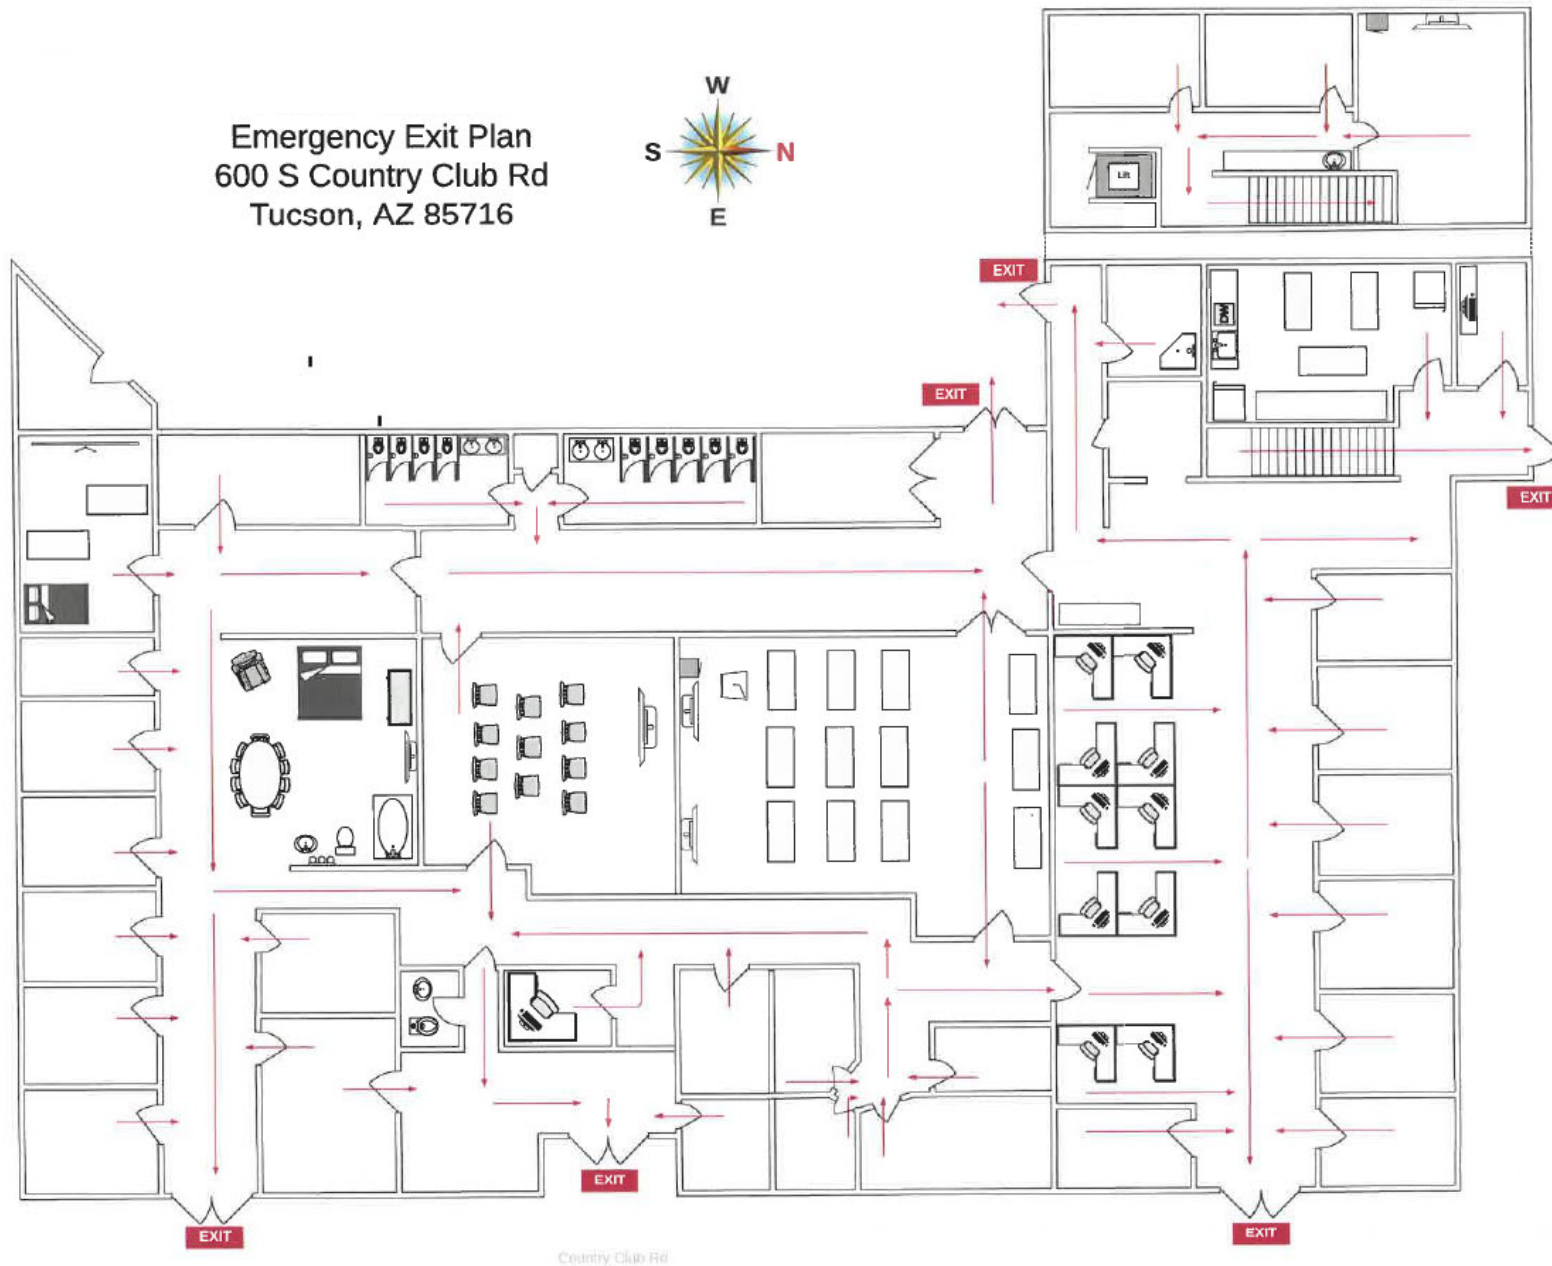 W
Emergency Exit Plan
600 S Country Club Rd
Tucson, AZ 85716
S
N
E
Lift
EXIT
DW
EXIT
EXIT
EXIT
EXIT
EXIT
Country Club Rd